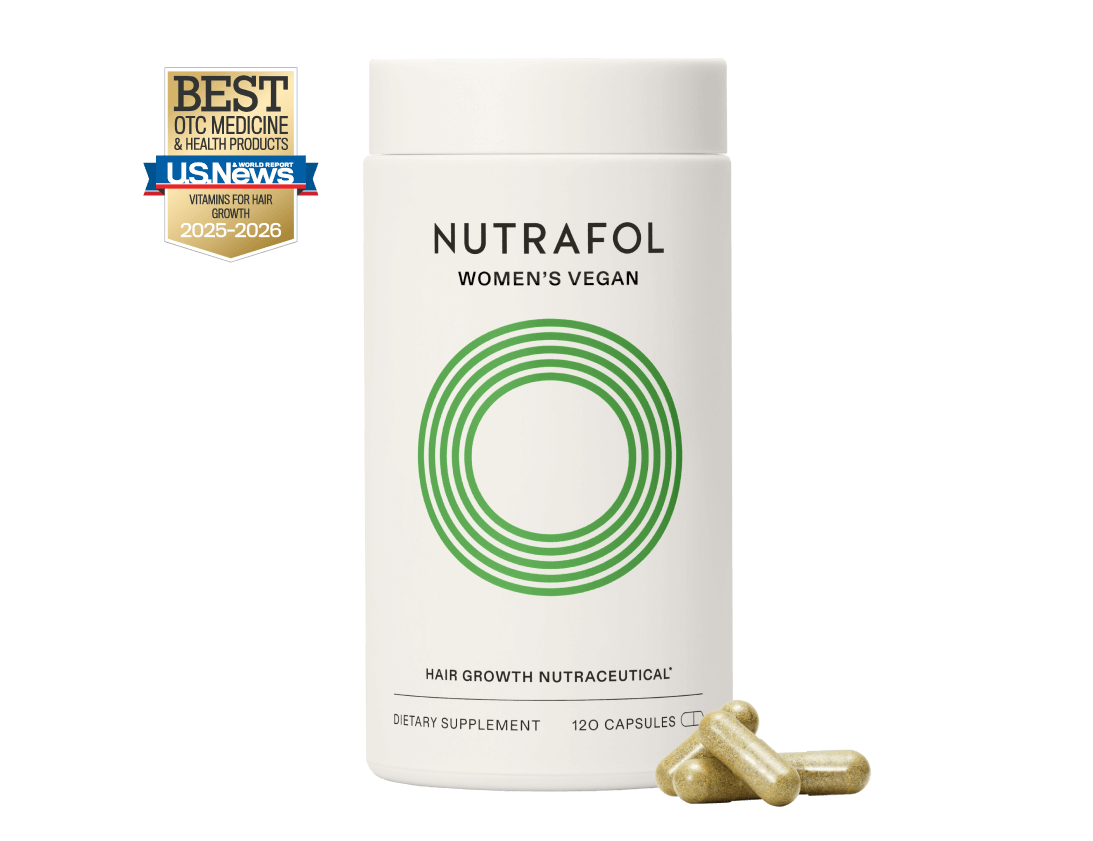 BEST
OTC MEDICINE
& HEALTH PRODUCTS
U.S. News & WORLD REPORT
VITAMINS FOR HAIR
GROWTH
2025-2026
NUTRAFOL
WOMEN'S VEGAN
HAIR GROWTH NUTRACEUTICAL*
DIETARY SUPPLEMENT 120 CAPSULES